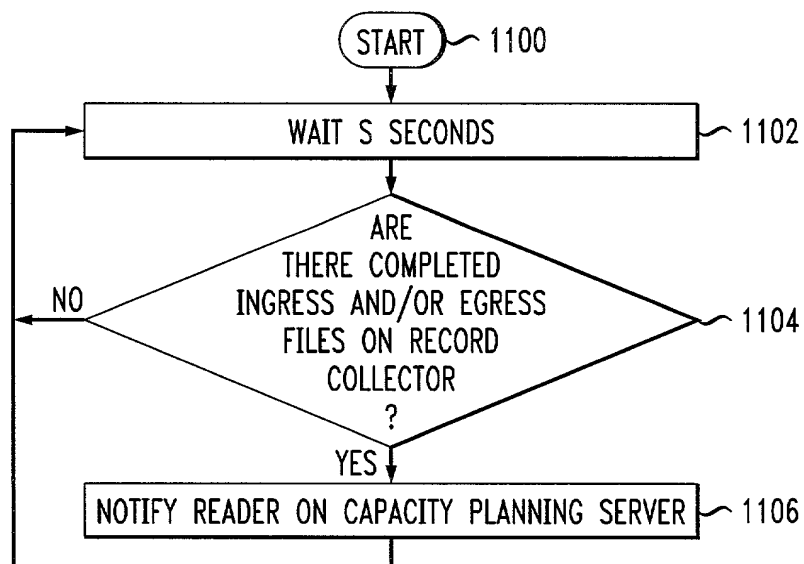 START 1100
WAIT S SECONDS 1102
ARE
THERE COMPLETED
INGRESS AND/OR EGRESS
FILES ON RECORD
COLLECTOR
?
NO
1104
YES
NOTIFY READER ON CAPACITY PLANNING SERVER 1106